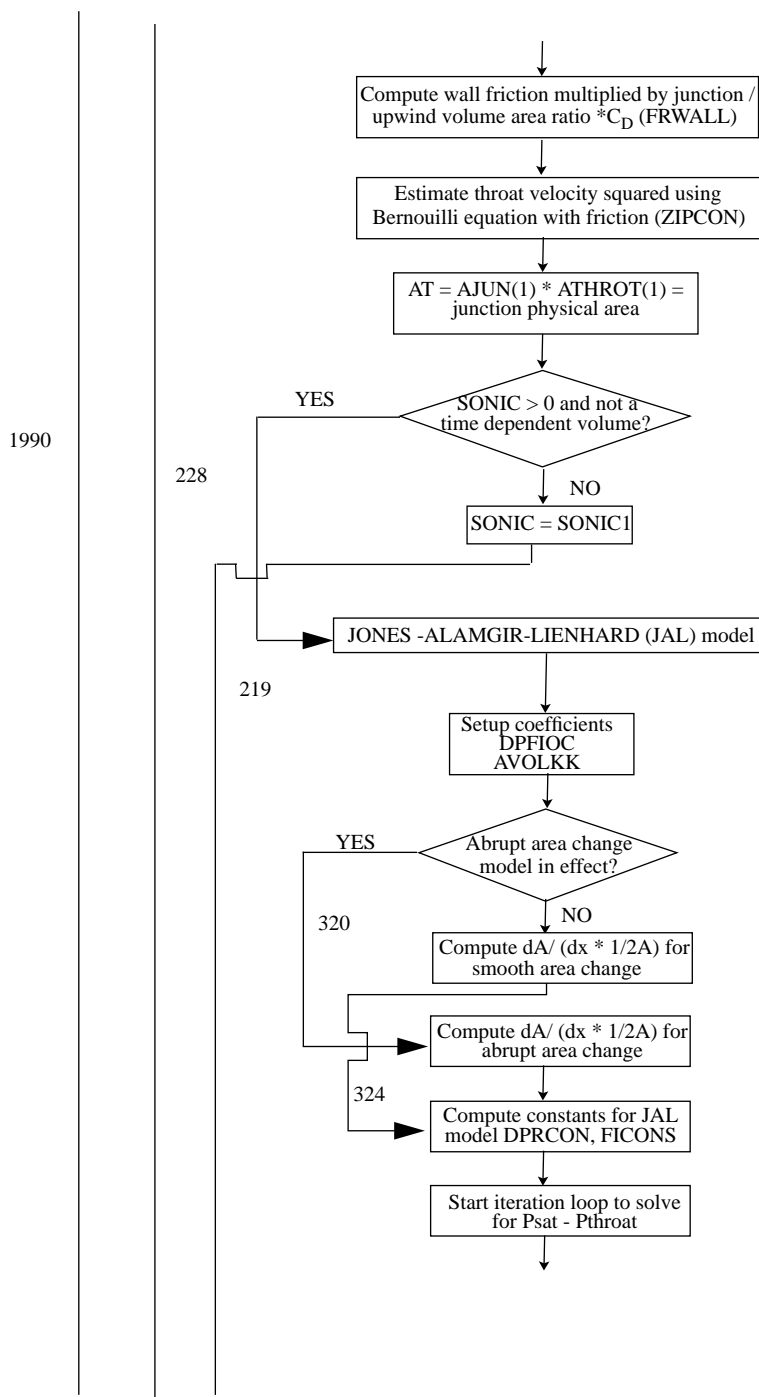 Compute wall friction multiplied by junction /
upwind volume area ratio *C_D (FRWALL)
Estimate throat velocity squared using
Bernouilli equation with friction (ZIPCON)
AT = AJUN(1) * ATHROT(1) =
junction physical area
YES
SONIC > 0 and not a
time dependent volume?
1990
228
NO
SONIC = SONIC1
JONES -ALAMGIR-LIENHARD (JAL) model
219
Setup coefficients
DPFIOC
AVOLKK
YES
Abrupt area change
model in effect?
320
NO
Compute dA/ (dx * 1/2A) for
smooth area change
Compute dA/ (dx * 1/2A) for
abrupt area change
324
Compute constants for JAL
model DPRCON, FICONS
Start iteration loop to solve
for Psat - Pthroat